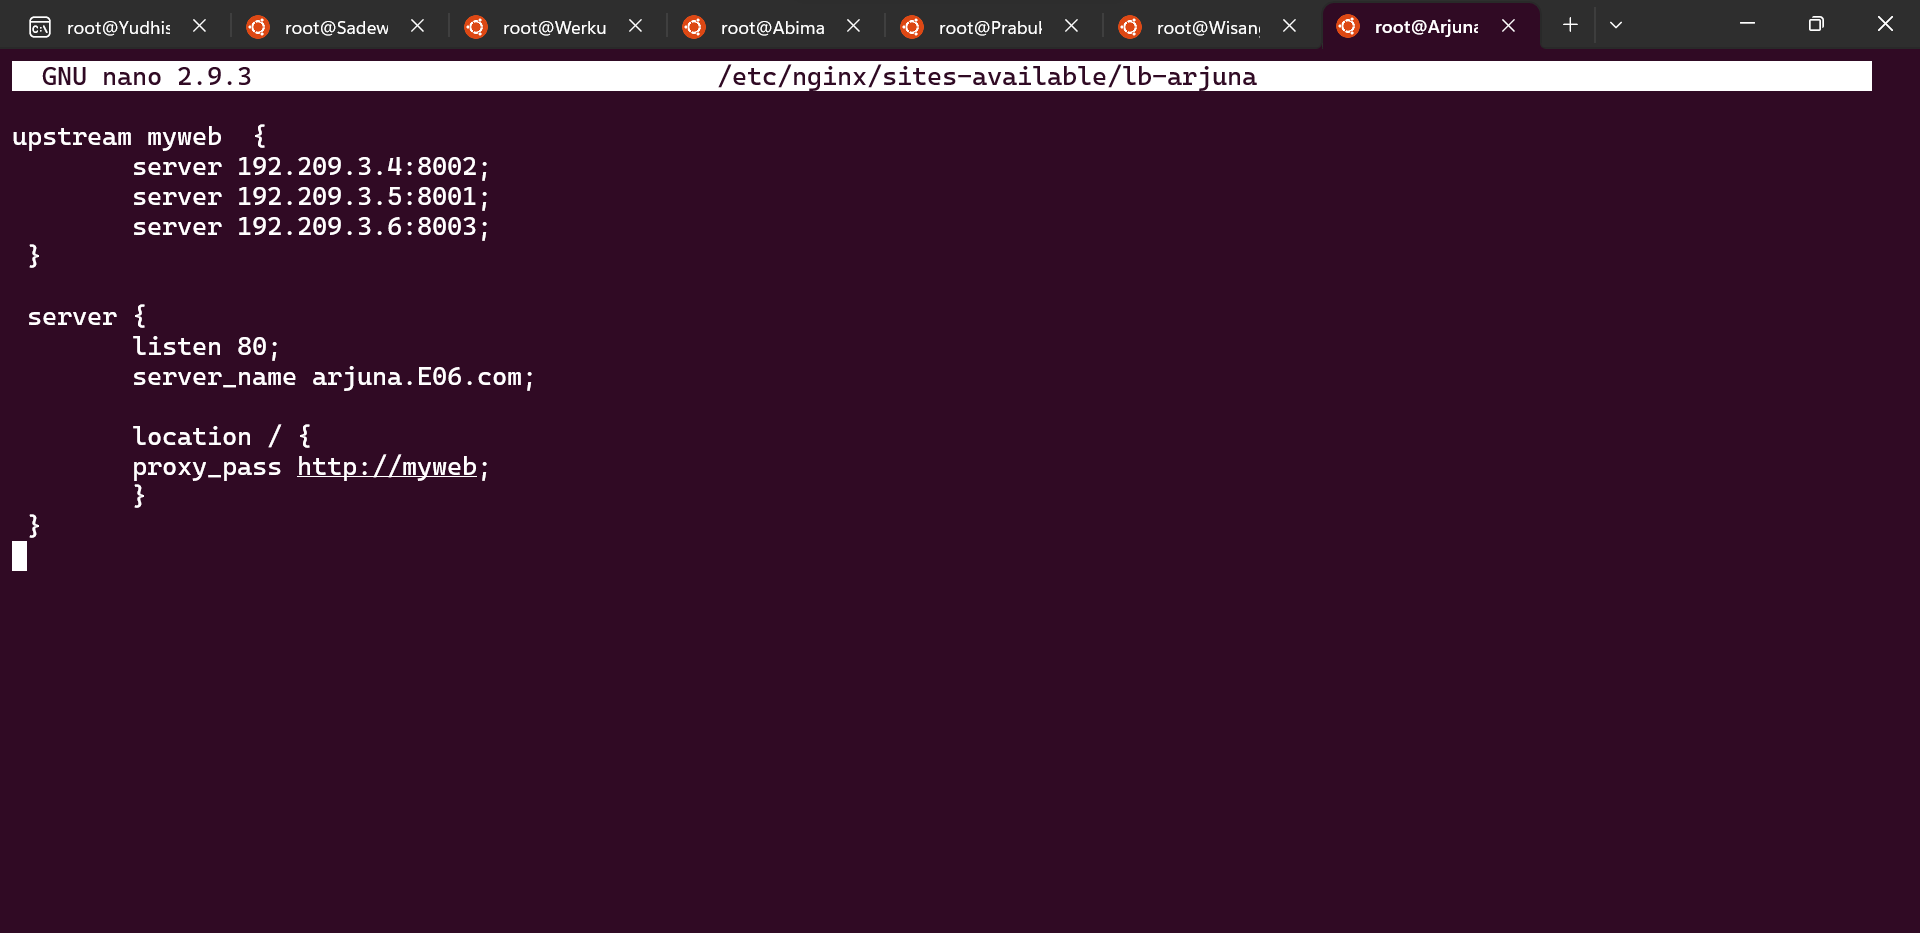 root@Yudhis root@Sadew root@Werku root@Abima root@Prabuk root@Wisan root@Arjuna
GNU nano 2.9.3 /etc/nginx/sites-available/lb-arjuna
upstream myweb {
server 192.209.3.4:8002;
server 192.209.3.5:8001;
server 192.209.3.6:8003;
}
server {
listen 80;
server_name arjuna.E06.com;
location / {
proxy_pass http://myweb;
}
}